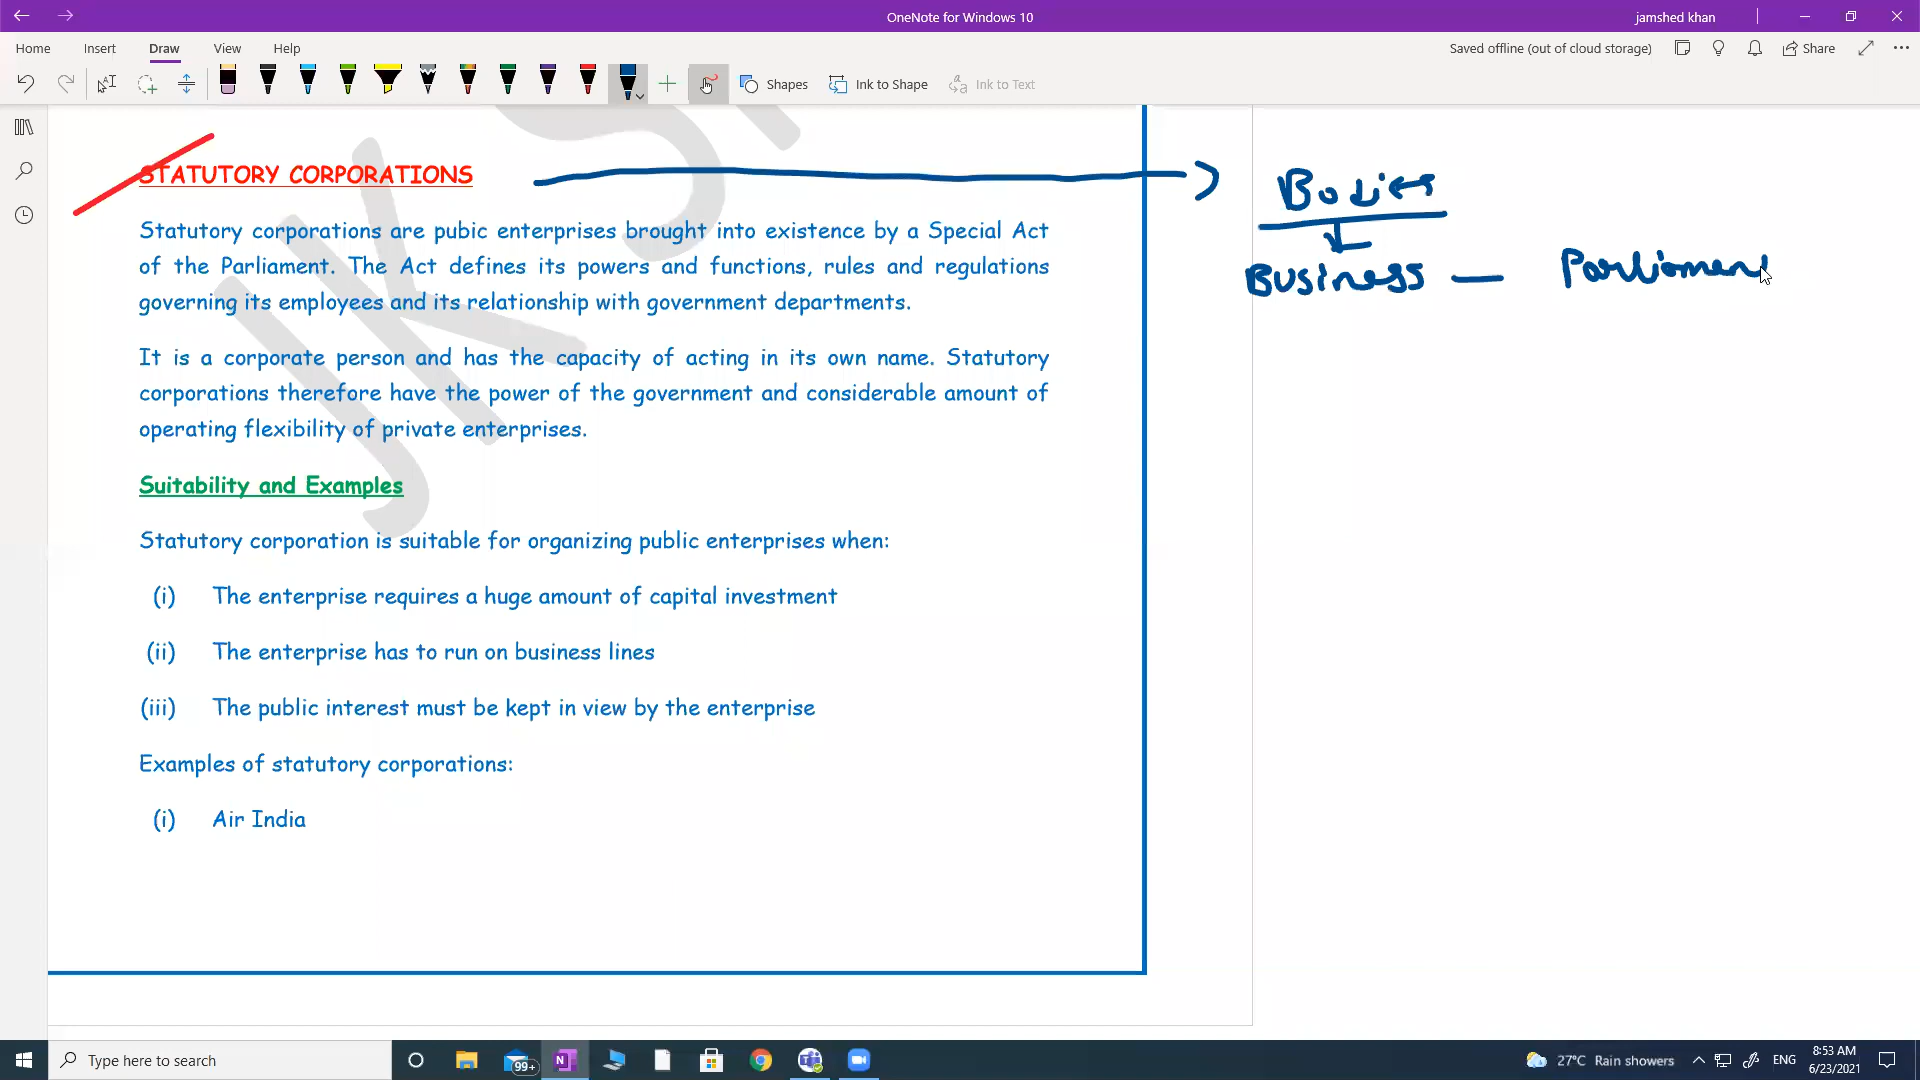 OneNote for Windows 10
jamshed khan
Home Insert Draw View Help
Saved offline (out of cloud storage)
Share
Shapes
Ink to Shape
Ink to Text
STATUTORY CORPORATIONS
Bodies
Statutory corporations are pubic enterprises brought into existence by a Special Act
of the Parliament. The Act defines its powers and functions, rules and regulations
governing its employees and its relationship with government departments.
Business — Parliamen
It is a corporate person and has the capacity of acting in its own name. Statutory
corporations therefore have the power of the government and considerable amount of
operating flexibility of private enterprises.
Suitability and Examples
Statutory corporation is suitable for organizing public enterprises when:
(i) The enterprise requires a huge amount of capital investment
(ii) The enterprise has to run on business lines
(iii) The public interest must be kept in view by the enterprise
Examples of statutory corporations:
(i) Air India
JK
Type here to search
99+
27°C Rain showers
ENG
8:53 AM
6/23/2021